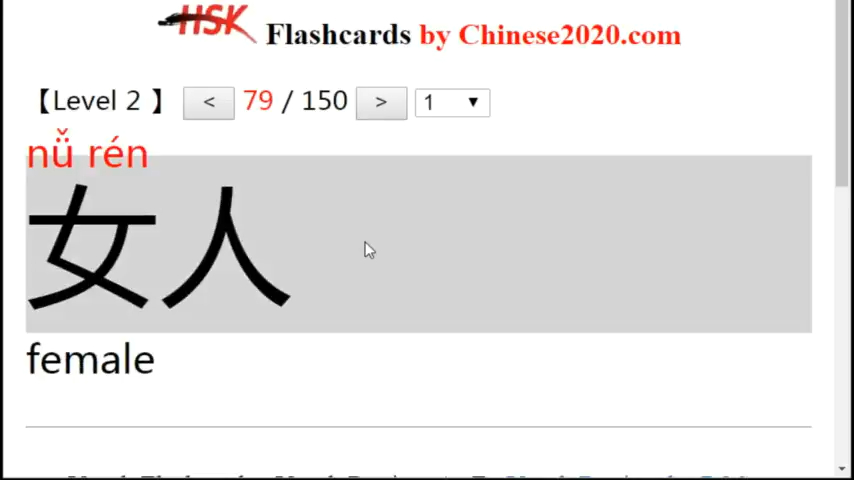 HSK Flashcards by Chinese2020.com
【Level 2 】 < 79 / 150 > 1 ▼
nǚ rén
女人
female